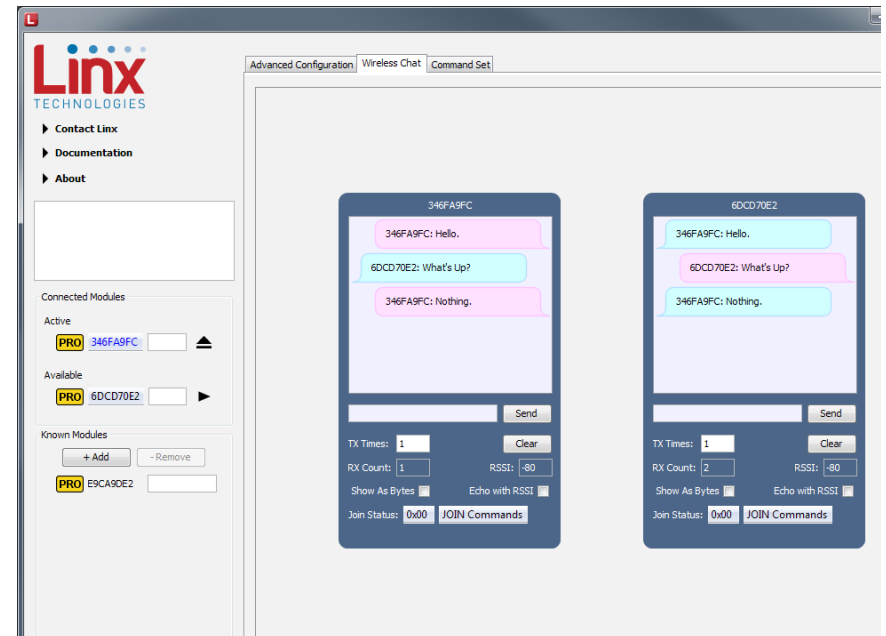 L
Linx
TECHNOLOGIES
Contact Linx
Documentation
About
Connected Modules
Active
PRO 346FA9FC
Available
PRO 6DCD70E2
Known Modules
+ Add - Remove
PRO E9CA9DE2
Advanced Configuration Wireless Chat Command Set
346FA9FC
346FA9FC: Hello.
6DCD70E2: What's Up?
346FA9FC: Nothing.
Send
TX Times: 1 Clear
RX Count: 1 RSSI: -80
Show As Bytes Echo with RSSI
Join Status: 0x00 JOIN Commands
6DCD70E2
346FA9FC: Hello.
6DCD70E2: What's Up?
346FA9FC: Nothing.
Send
TX Times: 1 Clear
RX Count: 2 RSSI: -80
Show As Bytes Echo with RSSI
Join Status: 0x00 JOIN Commands